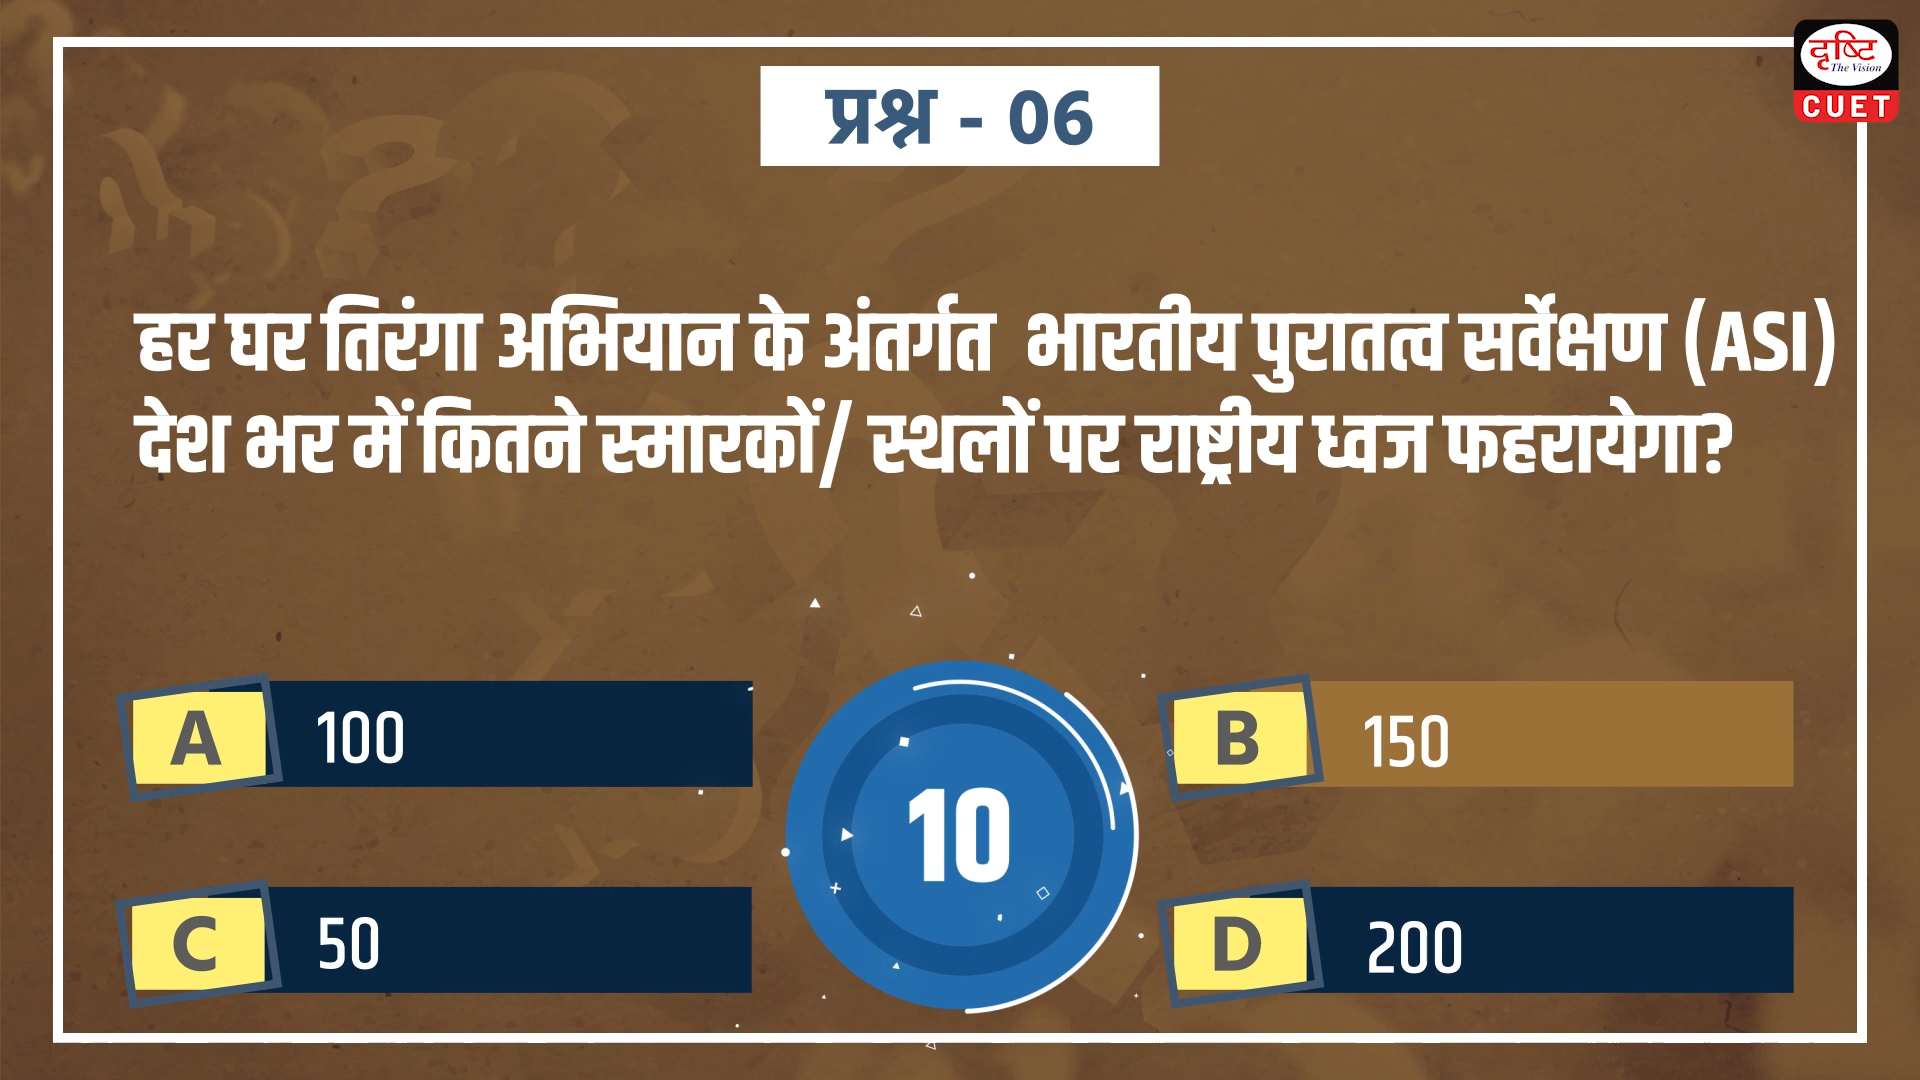 दृष्टि
The Vision
CUET
प्रश्न - 06
हर घर तिरंगा अभियान के अंतर्गत भारतीय पुरातत्व सर्वेक्षण (ASI)
देश भर में कितने स्मारकों/ स्थलों पर राष्ट्रीय ध्वज फहरायेगा?
A 100
B 150
10
C 50
D 200